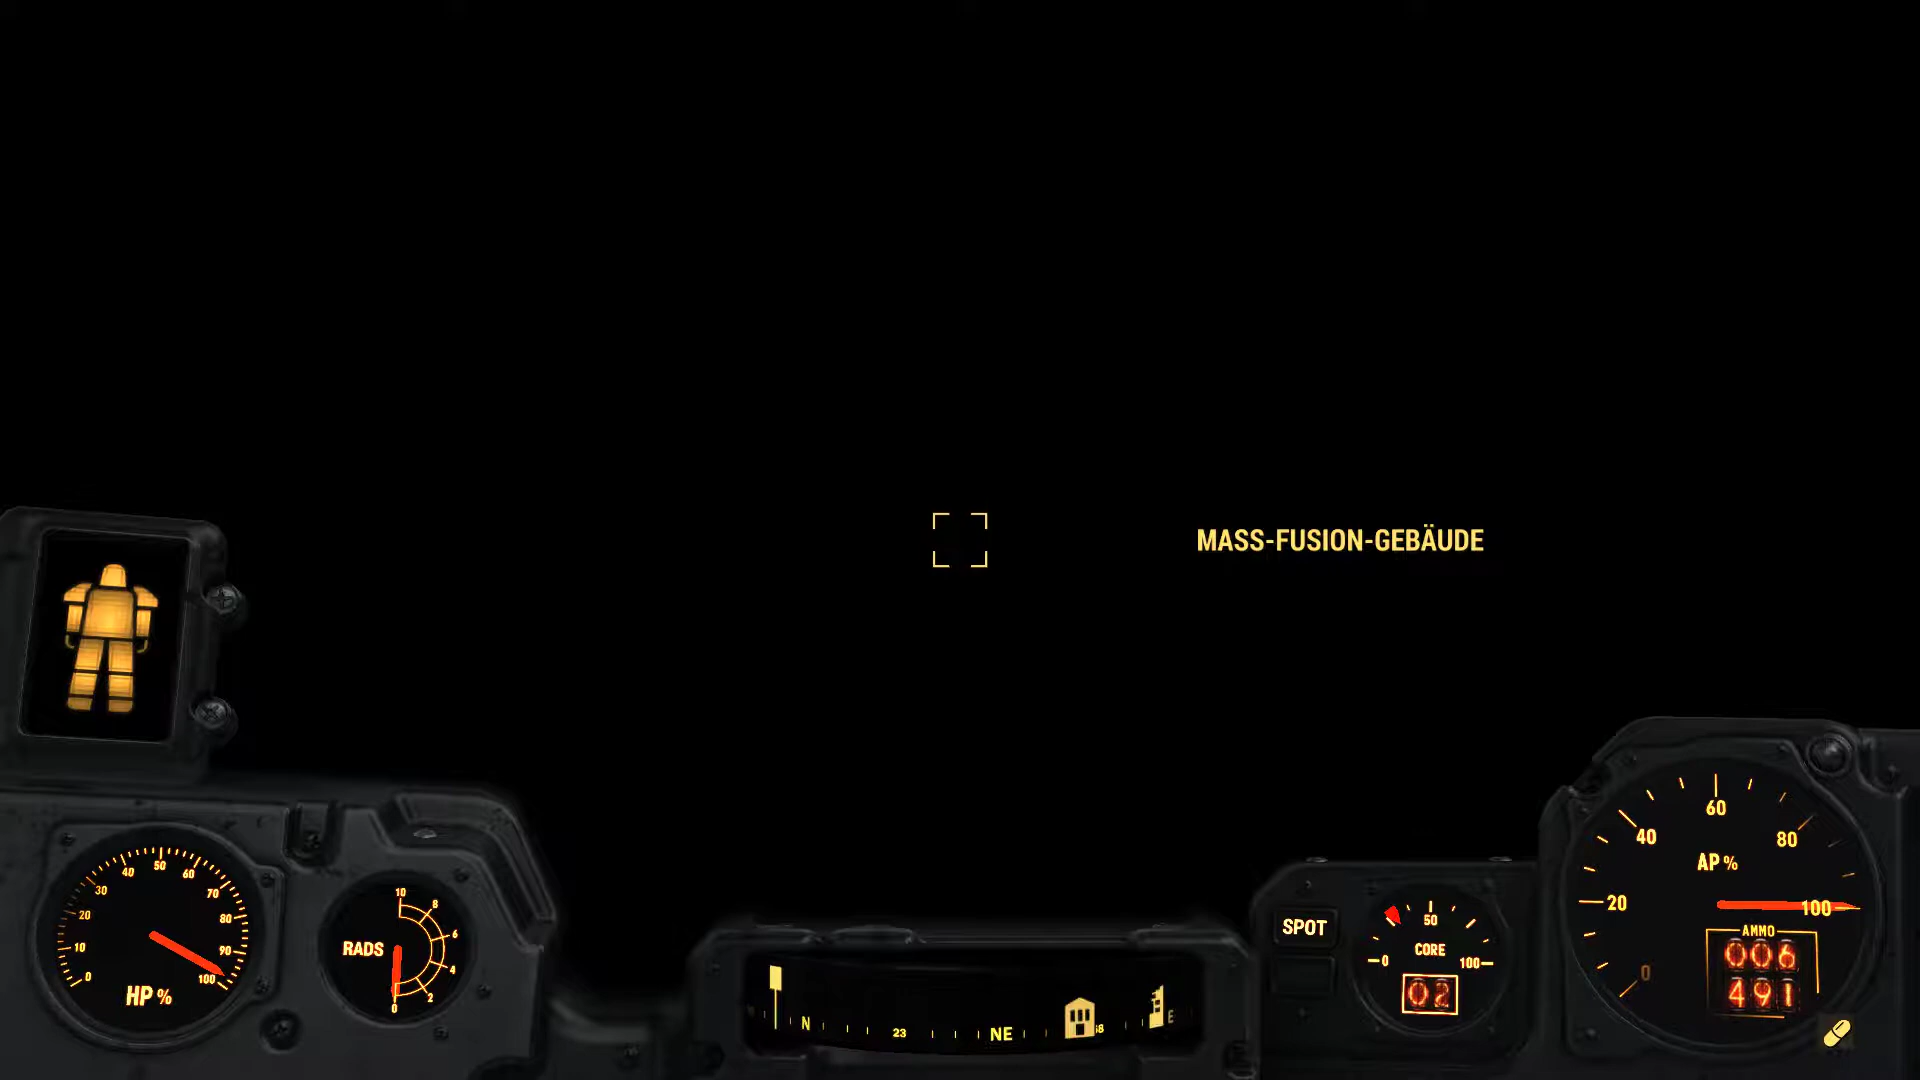 MASS-FUSION-GEBÄUDE
0 10 20 30 40 50 60 70 80 90 100
HP %
10 8 6 4 2 0
RADS
N 23 NE 68 E
SPOT
0 50 100
CORE
02
0 20 40 60 80 100
AP %
AMMO
006
491